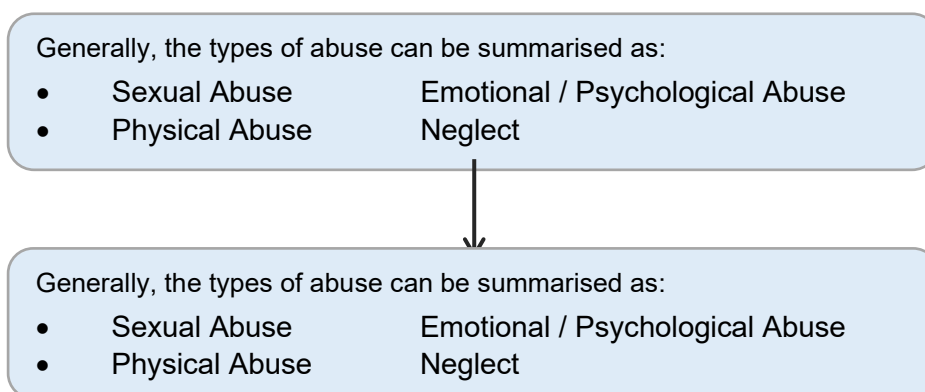 Generally, the types of abuse can be summarised as:
• Sexual Abuse Emotional / Psychological Abuse
• Physical Abuse Neglect
Generally, the types of abuse can be summarised as:
• Sexual Abuse Emotional / Psychological Abuse
• Physical Abuse Neglect